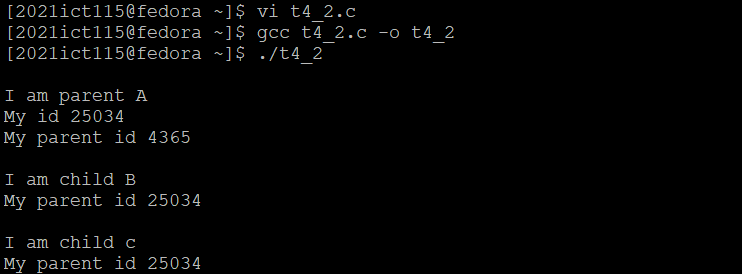 [2021ict115@fedora ~]$ vi t4_2.c
[2021ict115@fedora ~]$ gcc t4_2.c -o t4_2
[2021ict115@fedora ~]$ ./t4_2
I am parent A
My id 25034
My parent id 4365
I am child B
My parent id 25034
I am child c
My parent id 25034